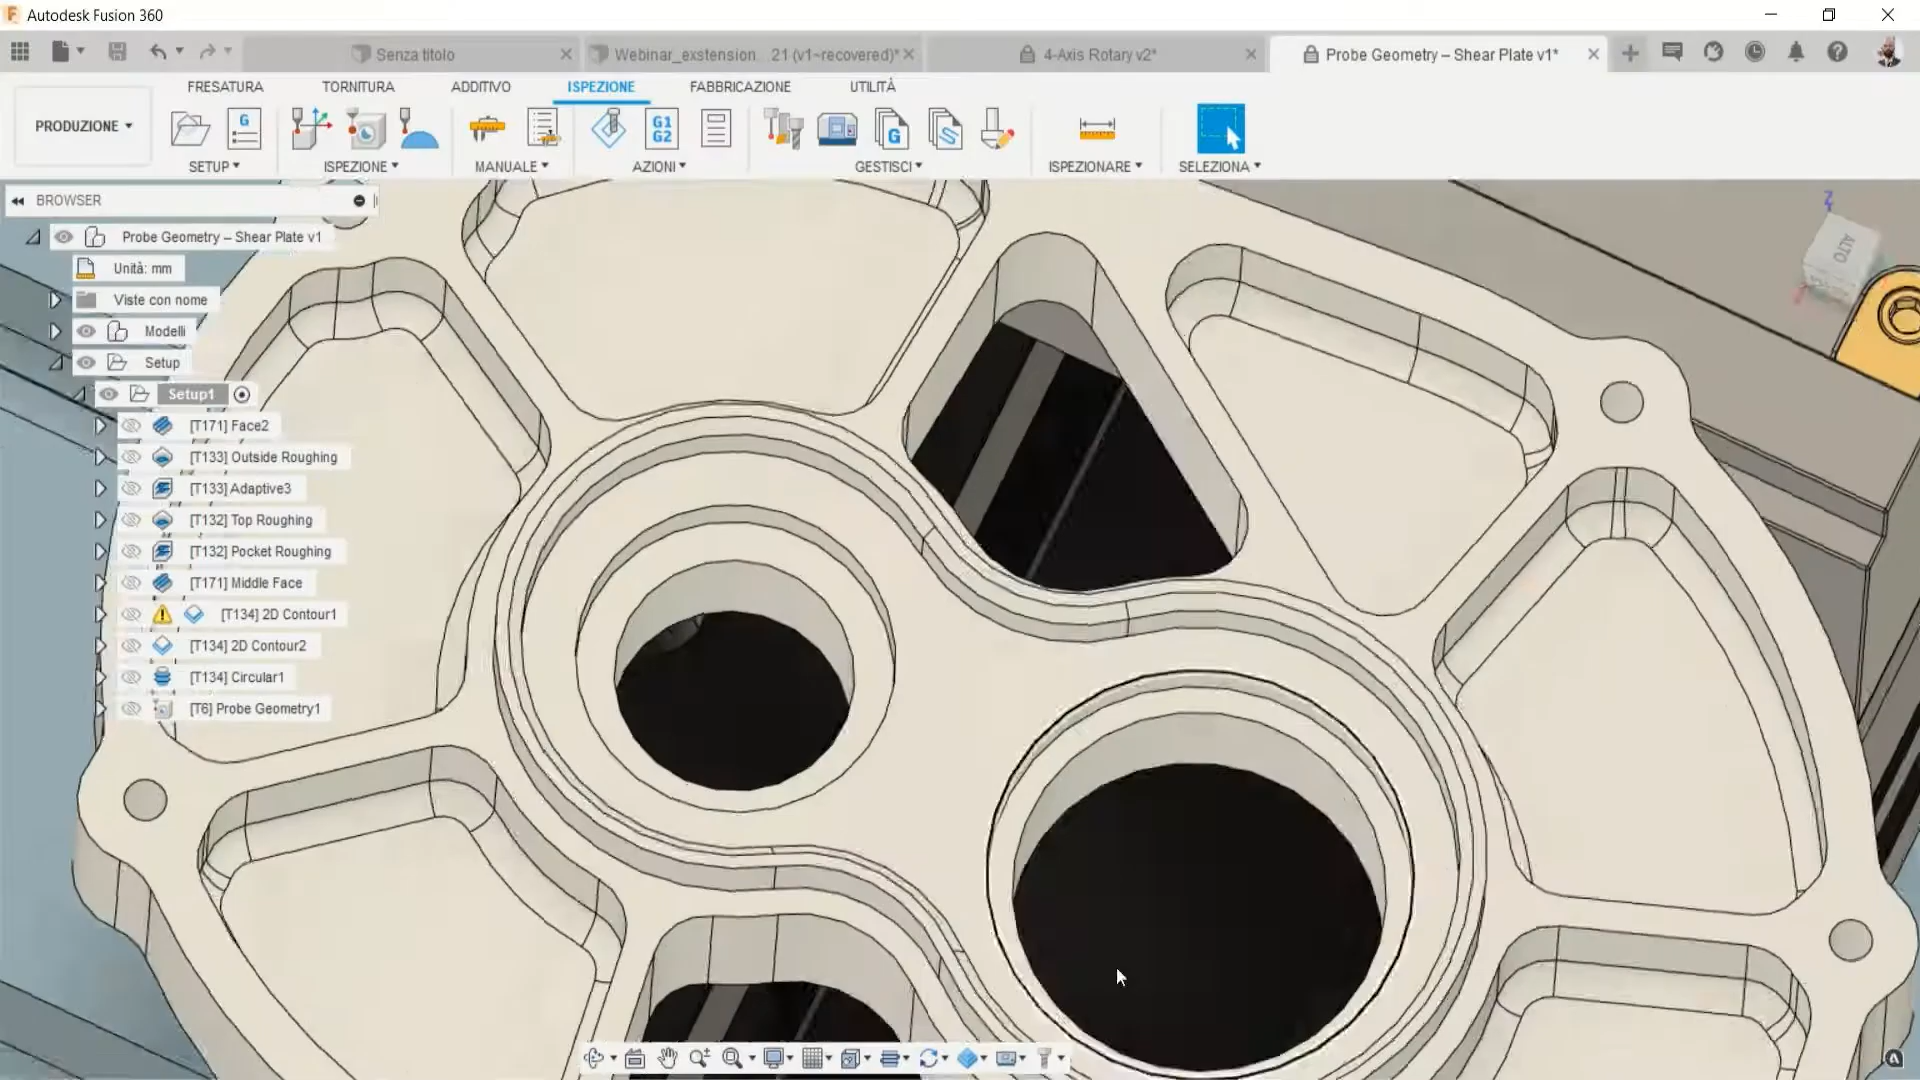 Autodesk Fusion 360
Senza titolo
Webinar_exstension... 21 (v1~recovered)*
4-Axis Rotary v2*
Probe Geometry – Shear Plate v1*
FRESATURA
TORNITURA
ADDITIVO
ISPEZIONE
FABBRICAZIONE
UTILITÀ
PRODUZIONE
G
G1
G2
G
SETUP
ISPEZIONE
MANUALE
AZIONI
GESTISCI
ISPEZIONARE
SELEZIONA
BROWSER
Z
ALTO
Probe Geometry – Shear Plate v1
Unità: mm
Viste con nome
Modelli
Setup
Setup1
[T171] Face2
[T133] Outside Roughing
[T133] Adaptive3
[T132] Top Roughing
[T132] Pocket Roughing
[T171] Middle Face
[T134] 2D Contour1
[T134] 2D Contour2
[T134] Circular1
[T6] Probe Geometry1